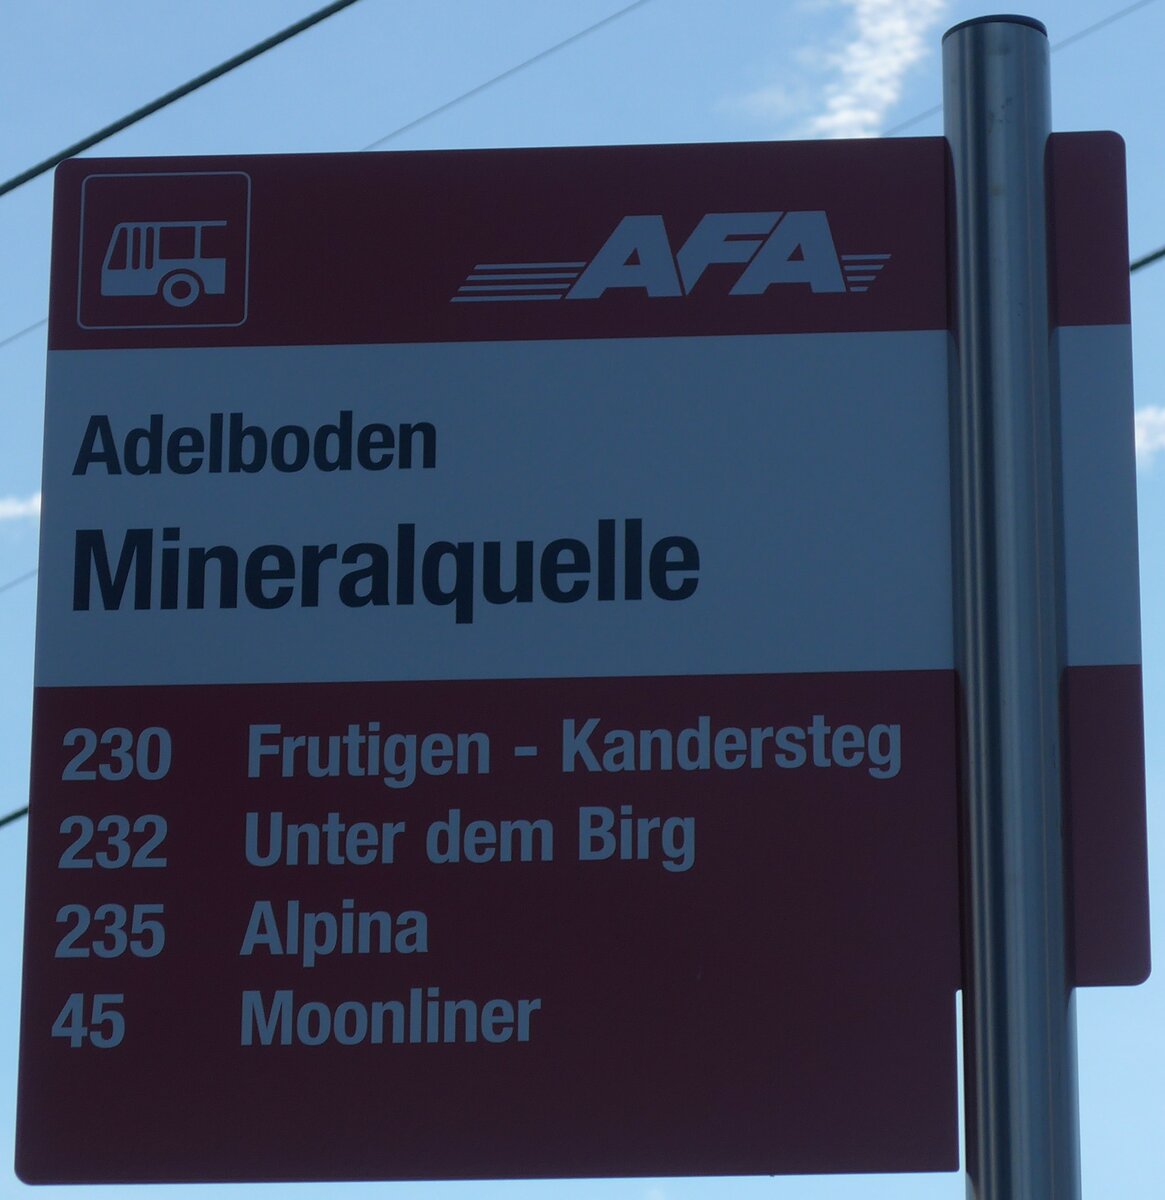 AFA
Adelboden
Mineralquelle
230 Frutigen - Kandersteg
232 Unter dem Birg
235 Alpina
45 Moonliner